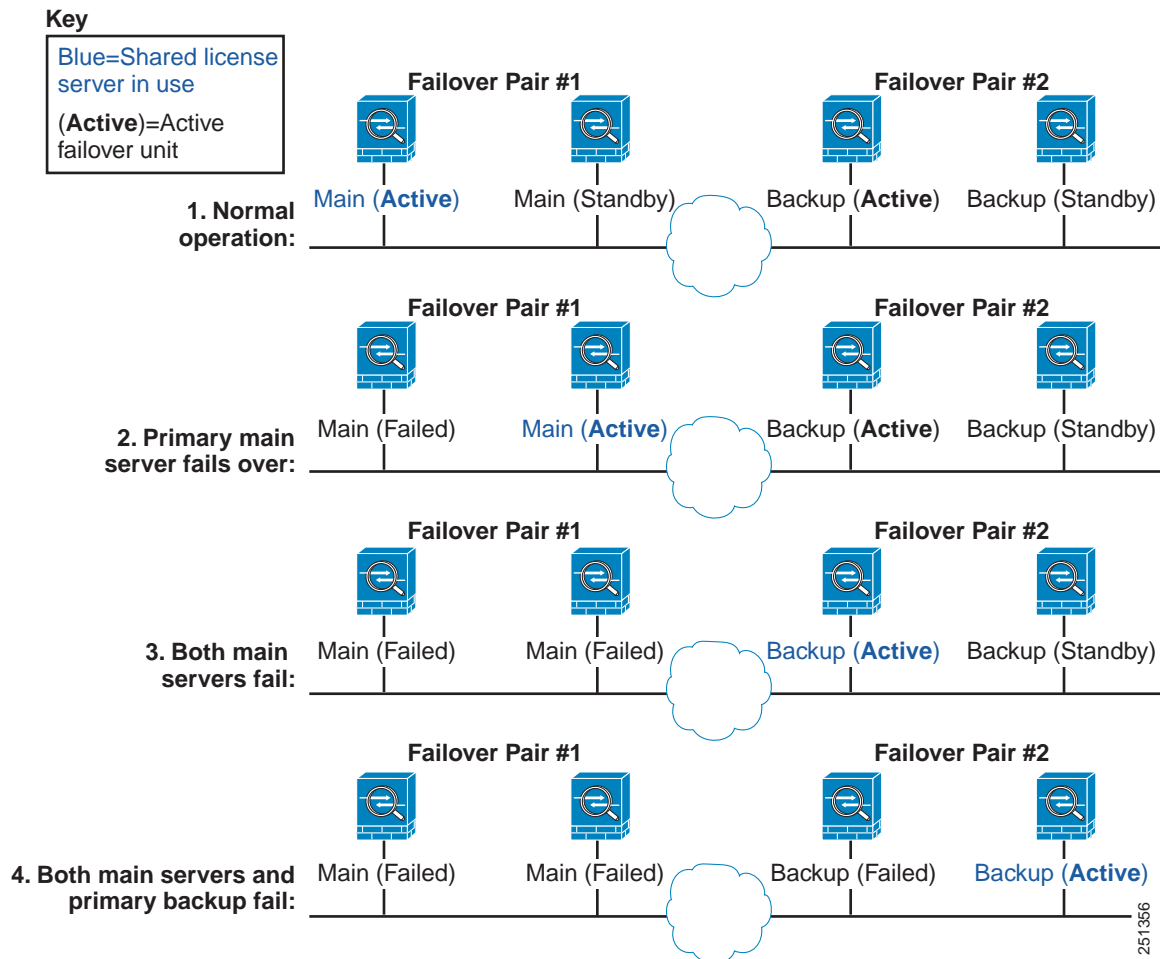 Key
Blue=Shared license
server in use
(Active)=Active
failover unit
Failover Pair #1
Failover Pair #2
1. Normal
operation:
Main (Active)
Main (Standby)
Backup (Active)
Backup (Standby)
Failover Pair #1
Failover Pair #2
2. Primary main
server fails over:
Main (Failed)
Main (Active)
Backup (Active)
Backup (Standby)
Failover Pair #1
Failover Pair #2
3. Both main
servers fail:
Main (Failed)
Main (Failed)
Backup (Active)
Backup (Standby)
Failover Pair #1
Failover Pair #2
4. Both main servers and
primary backup fail:
Main (Failed)
Main (Failed)
Backup (Failed)
Backup (Active)
251356